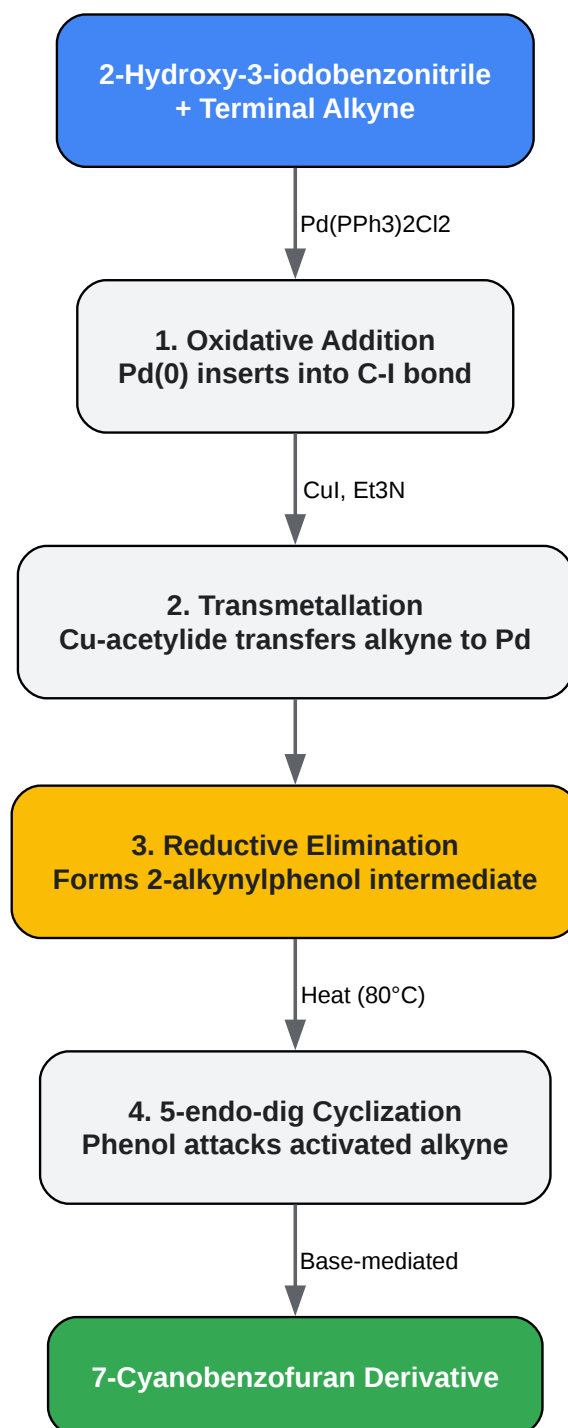 2-Hydroxy-3-iodobenzonitrile
+ Terminal Alkyne
Pd(PPh3)2Cl2
1. Oxidative Addition
Pd(0) inserts into C-I bond
CuI, Et3N
2. Transmetallation
Cu-acetylide transfers alkyne to Pd
3. Reductive Elimination
Forms 2-alkynylphenol intermediate
Heat (80°C)
4. 5-endo-dig Cyclization
Phenol attacks activated alkyne
Base-mediated
7-Cyanobenzofuran Derivative